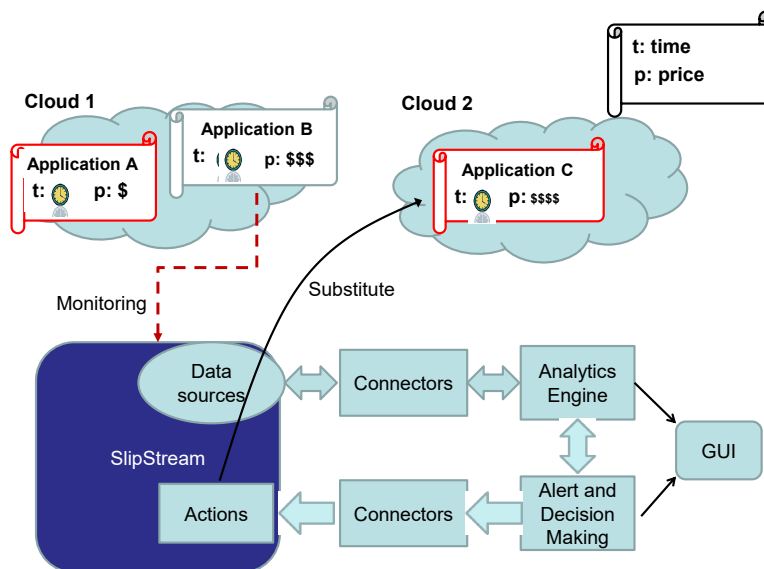 t: time
p: price
Cloud 1
Cloud 2
Application B
t: p: $$$
Application A
t: p: $
Application C
t: p: $$$$
Monitoring
Substitute
Data
sources
Connectors
Analytics
Engine
SlipStream
GUI
Actions
Connectors
Alert and
Decision
Making